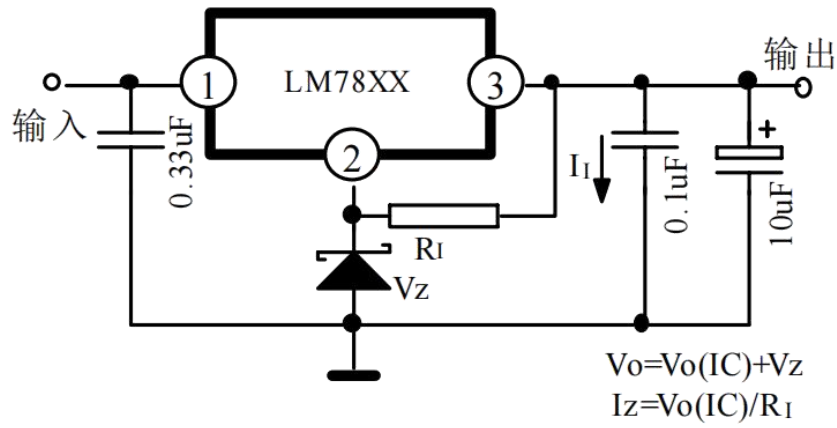 LM78XX
1
3
2
输入
输出
0.33uF
II
0.1uF
+
10uF
RI
Vz
Vo=Vo(IC)+Vz
Iz=Vo(IC)/RI